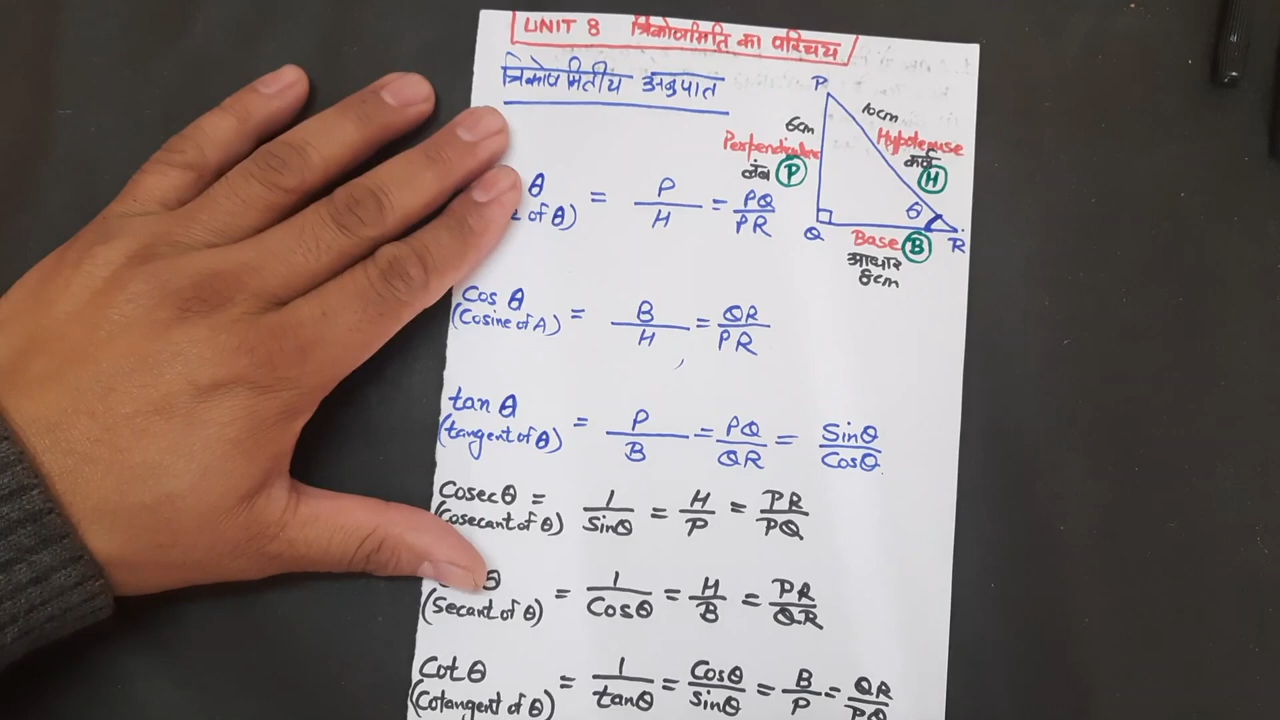 UNIT 8 त्रिकोणमिति का परिचय
त्रिकोणमितीय अनुपात
P
10cm
6cm
Hypotenuse
Perpendicular
कर्ण
लंब P
H
θ
Q
R
Base B
आधार
8cm
θ = P/H = PQ/PR
of θ)
Cos θ = B/H = QR/PR
(Cosine of A)
,
tan θ = P/B = PQ/QR = Sinθ/Cosθ
(tangent of θ)
Cosec θ = 1/Sinθ = H/P = PR/PQ
(Cosecant of θ)
θ = 1/Cosθ = H/B = PR/QR
(Secant of θ)
Cot θ = 1/tanθ = Cosθ/Sinθ = B/P = QR/PQ
(Cotangent of θ)